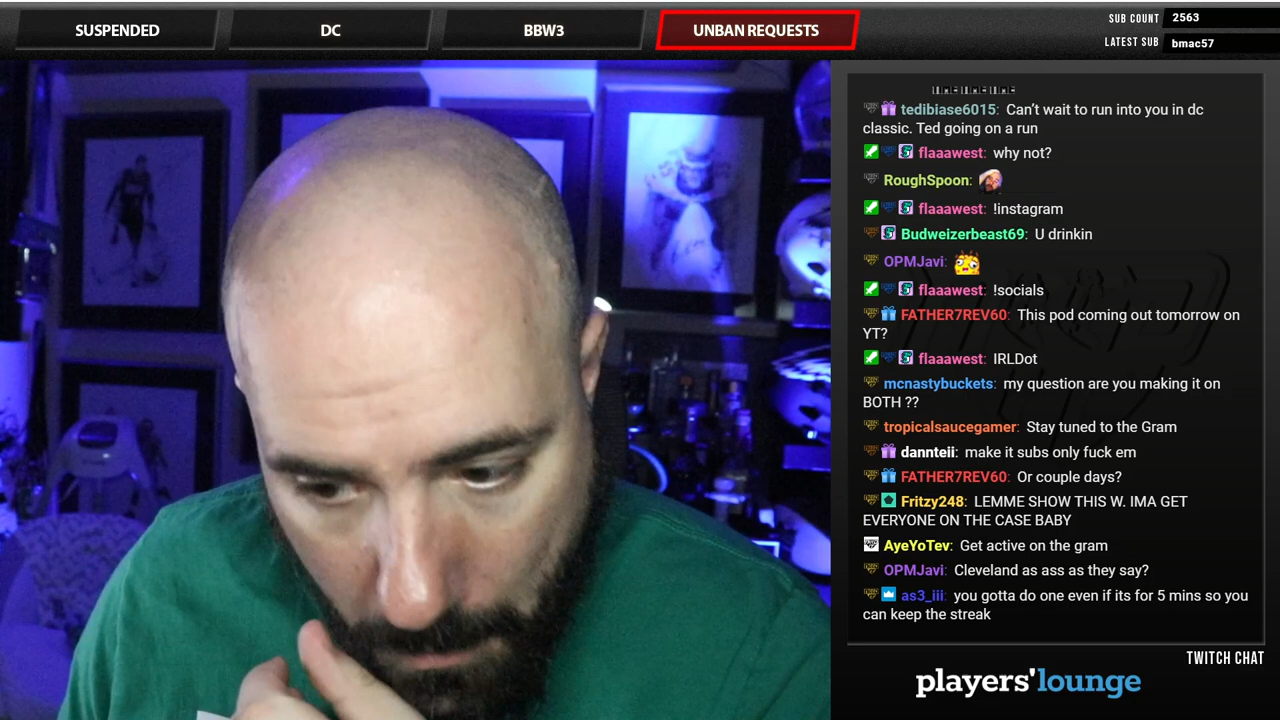 SUSPENDED
DC
BBW3
UNBAN REQUESTS
SUB COUNT 2563
LATEST SUB bmac57
tedibiase6015: Can't wait to run into you in dc
classic. Ted going on a run
flaaawest: why not?
RoughSpoon:
flaaawest: !instagram
Budweizerbeast69: U drinkin
OPMJavi:
flaaawest: !socials
FATHER7REV60: This pod coming out tomorrow on
YT?
flaaawest: IRLDot
mcnastybuckets: my question are you making it on
BOTH ??
tropicalsaucegamer: Stay tuned to the Gram
dannteii: make it subs only fuck em
FATHER7REV60: Or couple days?
Fritzy248: LEMME SHOW THIS W. IMA GET
EVERYONE ON THE CASE BABY
AyeYoTev: Get active on the gram
OPMJavi: Cleveland as ass as they say?
as3_iii: you gotta do one even if its for 5 mins so you
can keep the streak
TWITCH CHAT
players'lounge